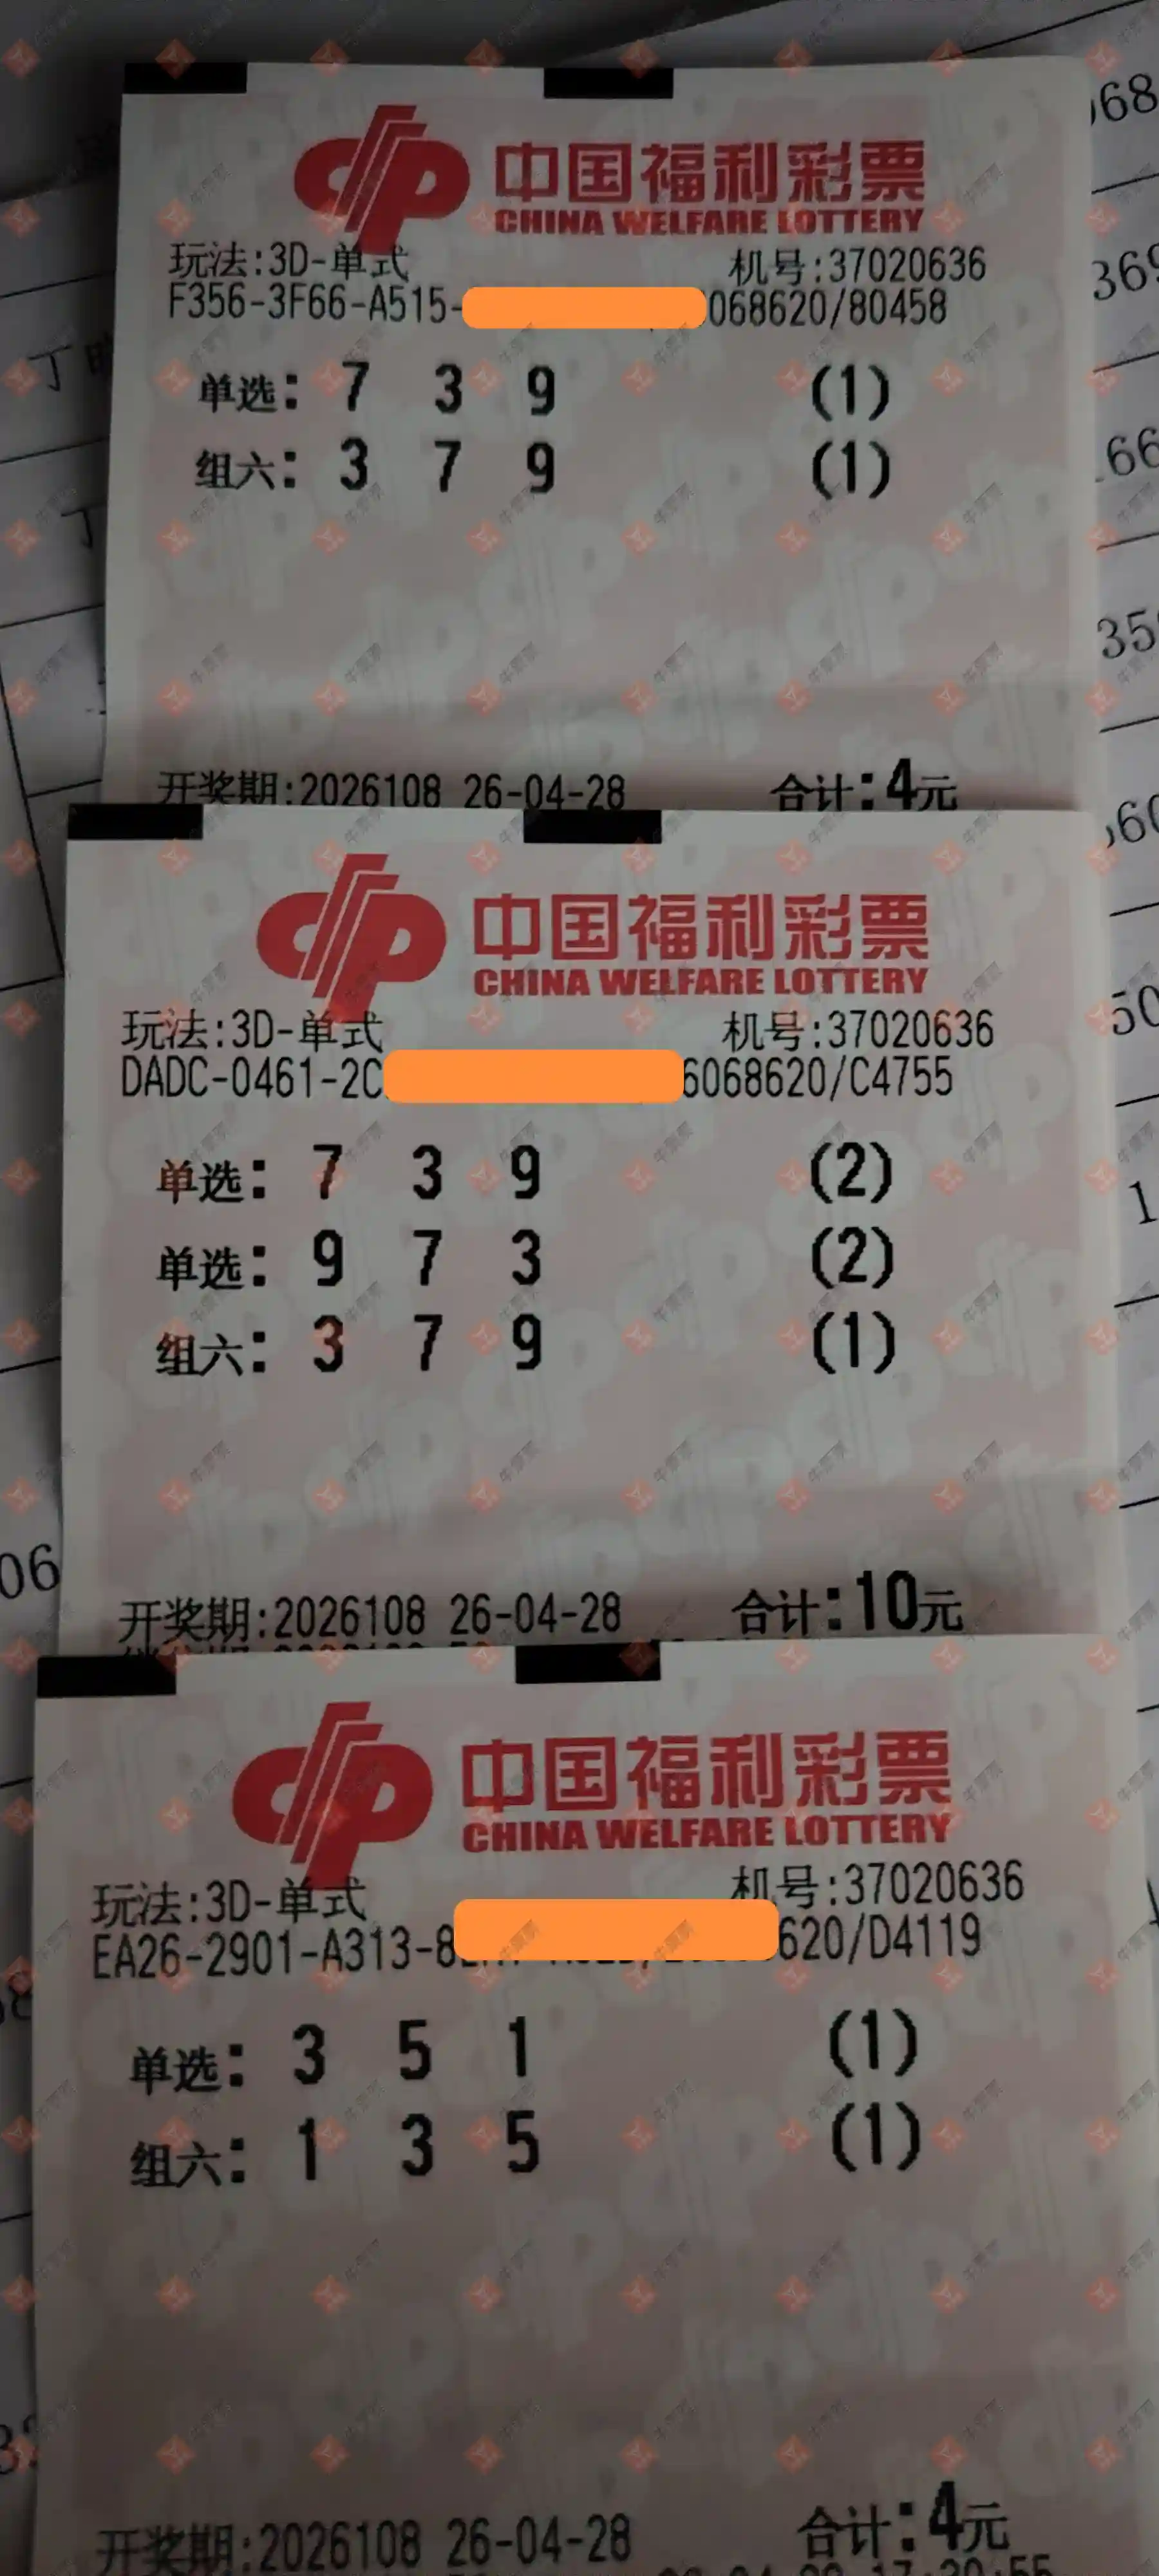 中国福利彩票
CHINA WELFARE LOTTERY
玩法:3D-单式 机号:37020636
F356-3F66-A515- 068620/80458
单选: 7 3 9 (1)
组六: 3 7 9 (1)
开奖期:2026108 26-04-28 合计:4元
中国福利彩票
CHINA WELFARE LOTTERY
玩法:3D-单式 机号:37020636
DADC-0461-2C 6068620/C4755
单选: 7 3 9 (2)
单选: 9 7 3 (2)
组六: 3 7 9 (1)
开奖期:2026108 26-04-28 合计:10元
中国福利彩票
CHINA WELFARE LOTTERY
玩法:3D-单式 机号:37020636
EA26-2901-A313-8 620/D4119
单选: 3 5 1 (1)
组六: 1 3 5 (1)
开奖期:2026108 26-04-28 合计:4元